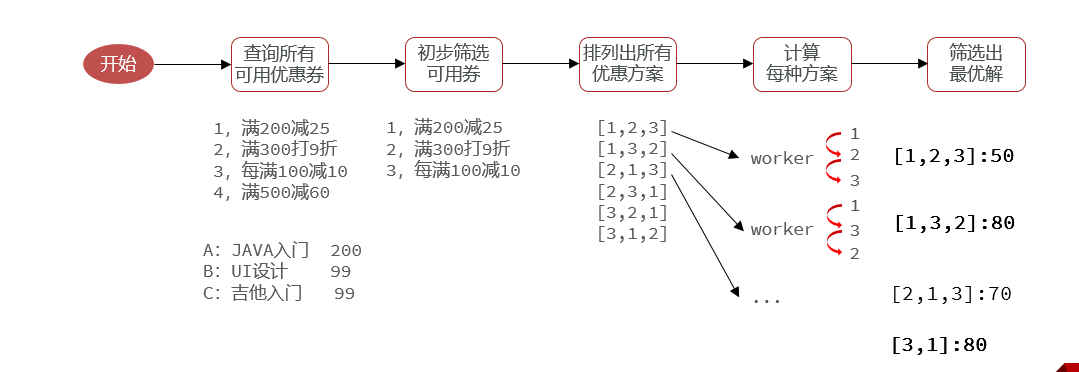 开始
查询所有
可用优惠券
初步筛选
可用券
排列出所有
优惠方案
计算
每种方案
筛选出
最优解
1, 满200减25
2, 满300打9折
3, 每满100减10
4, 满500减60
A: JAVA入门 200
B: UI设计 99
C: 吉他入门 99
1, 满200减25
2, 满300打9折
3, 每满100减10
[1,2,3]
[1,3,2]
[2,1,3]
[2,3,1]
[3,2,1]
[3,1,2]
worker
1
2
3
worker
1
3
2
...
[1,2,3]:50
[1,3,2]:80
[2,1,3]:70
[3,1]:80